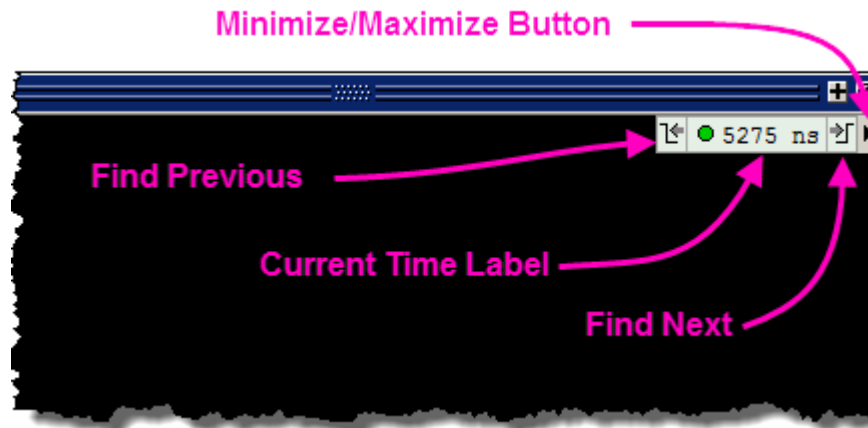 Minimize/Maximize Button
5275 ns
Find Previous
Current Time Label
Find Next